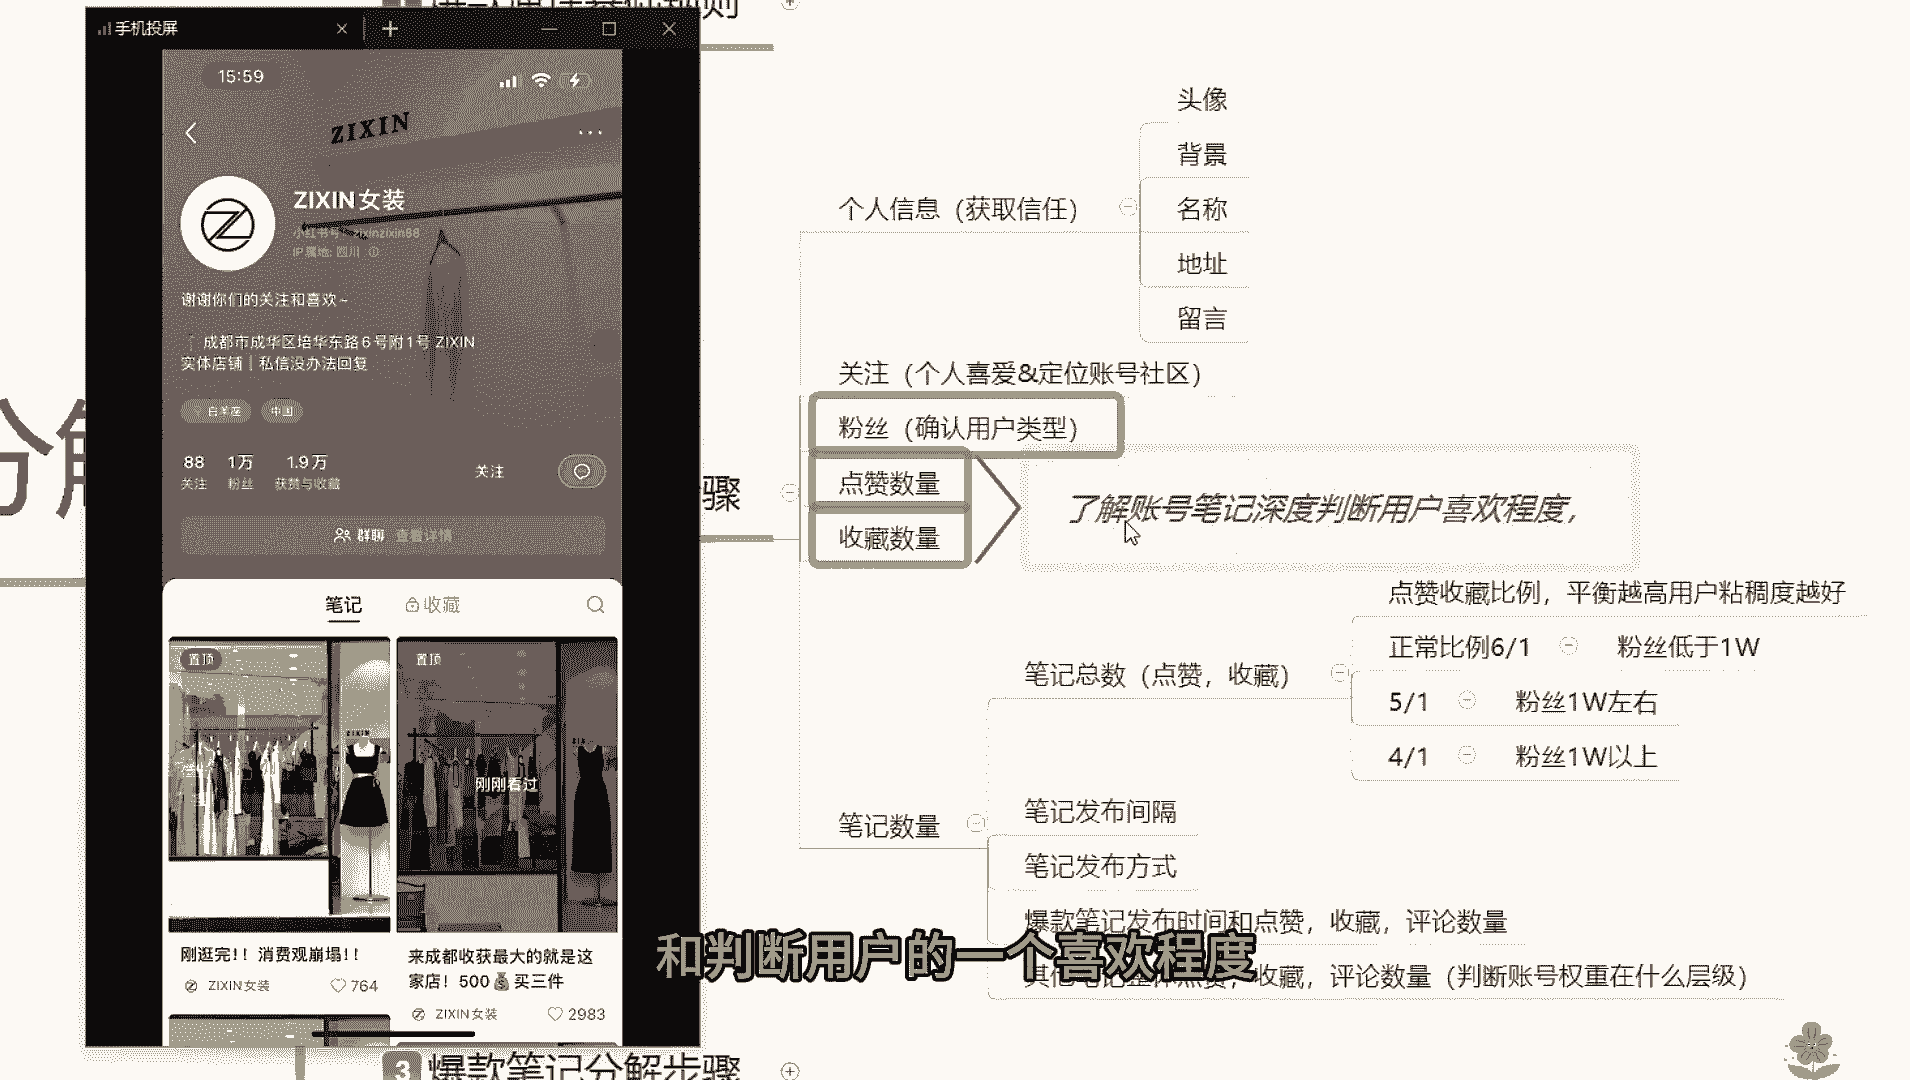 手机投屏
15:59
ZIXIN
ZIXIN女装
小红书号: zixinzixin88
IP属地: 四川
谢谢你们的关注和喜欢~
成都市成华区培华东路6号附1号 ZIXIN
实体店铺｜私信没办法回复
白羊座 中国
88 关注
1万 粉丝
1.9万 获赞与收藏
关注
群聊 查看详情
笔记 收藏
置顶
置顶
ZIXIN
刚刚看过
刚逛完!! 消费观崩塌!!
ZIXIN女装 764
来成都收获最大的就是这
家店! 500💰买三件
ZIXIN女装 2983
分解
骤
个人信息（获取信任）
头像
背景
名称
地址
留言
关注（个人喜爱&定位账号社区）
粉丝（确认用户类型）
点赞数量
收藏数量
了解账号笔记深度判断用户喜欢程度，
笔记数量
笔记总数（点赞，收藏）
点赞收藏比例，平衡越高用户粘稠度越好
正常比例6/1 粉丝低于1W
5/1 粉丝1W左右
4/1 粉丝1W以上
笔记发布间隔
笔记发布方式
爆款笔记发布时间和点赞，收藏，评论数量
其他笔记整体点赞，收藏，评论数量（判断账号权重在什么层级）
和判断用户的一个喜欢程度
3 爆款笔记分解步骤